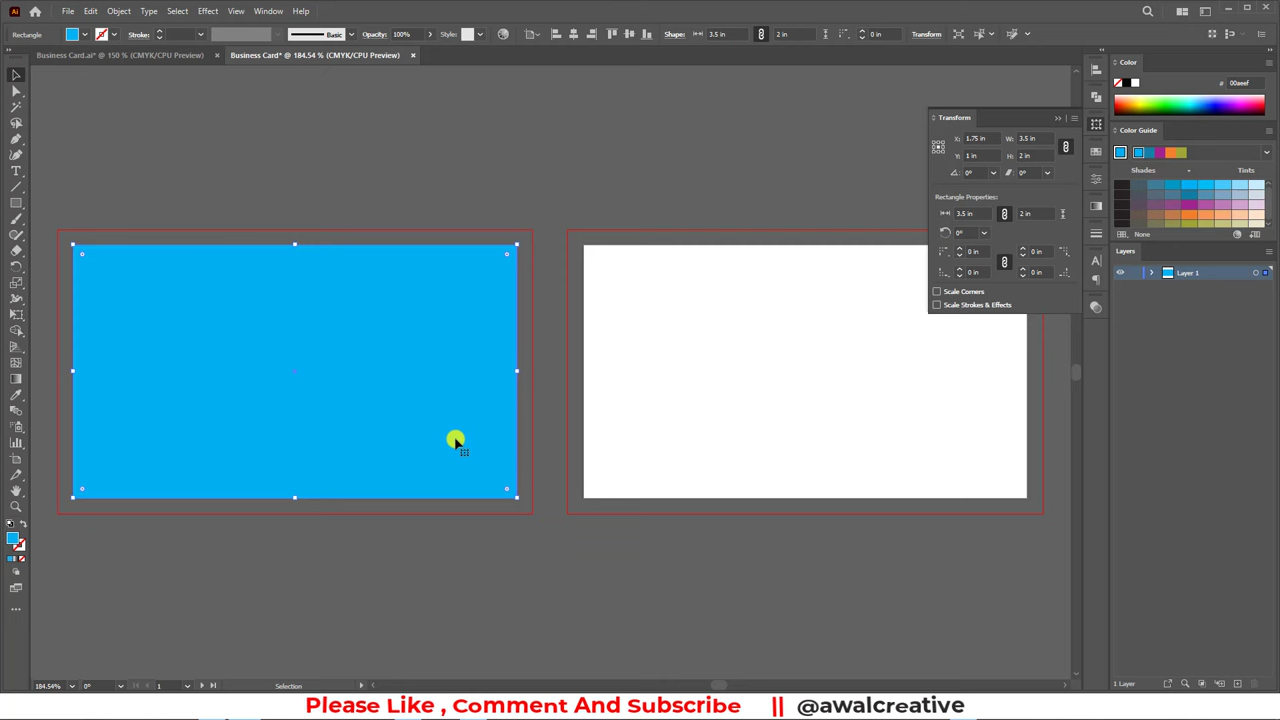 Ai File Edit Object Type Select Effect View Window Help
Rectangle Stroke: Basic Opacity: 100% Style: Shape: 3.5 in 2 in 0 in Transform
Business Card.ai* @ 150 % (CMYK/CPU Preview) × Business Card* @ 184.54 % (CMYK/CPU Preview) ×
Color
# 00aeef
Transform
X: 1.75 in W: 3.5 in
Y: 1 in H: 2 in
0° 0°
Rectangle Properties:
3.5 in 2 in
0°
0 in 0 in
0 in 0 in
Scale Corners
Scale Strokes & Effects
Color Guide
Shades Tints
None
Layers
Layer 1
184.54% 0° 1 Selection
1 Layer
Please Like , Comment And Subscribe || @awalcreative